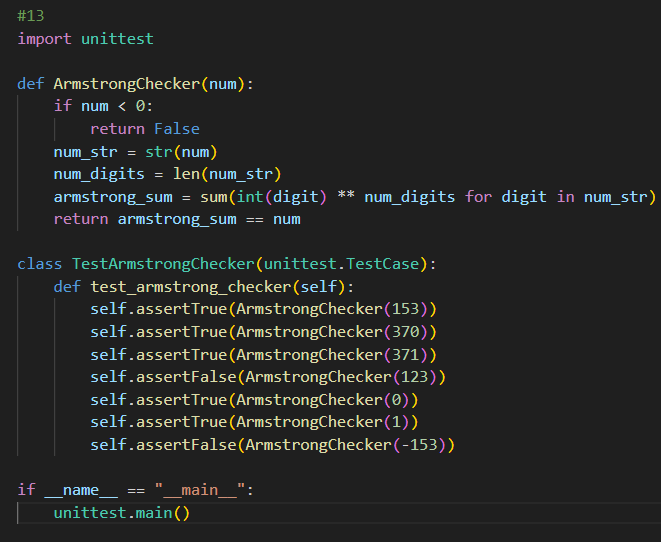 #13
import unittest

def ArmstrongChecker(num):
    if num < 0:
        return False
    num_str = str(num)
    num_digits = len(num_str)
    armstrong_sum = sum(int(digit) ** num_digits for digit in num_str)
    return armstrong_sum == num

class TestArmstrongChecker(unittest.TestCase):
    def test_armstrong_checker(self):
        self.assertTrue(ArmstrongChecker(153))
        self.assertTrue(ArmstrongChecker(370))
        self.assertTrue(ArmstrongChecker(371))
        self.assertFalse(ArmstrongChecker(123))
        self.assertTrue(ArmstrongChecker(0))
        self.assertTrue(ArmstrongChecker(1))
        self.assertFalse(ArmstrongChecker(-153))

if __name__ == "__main__":
    unittest.main()